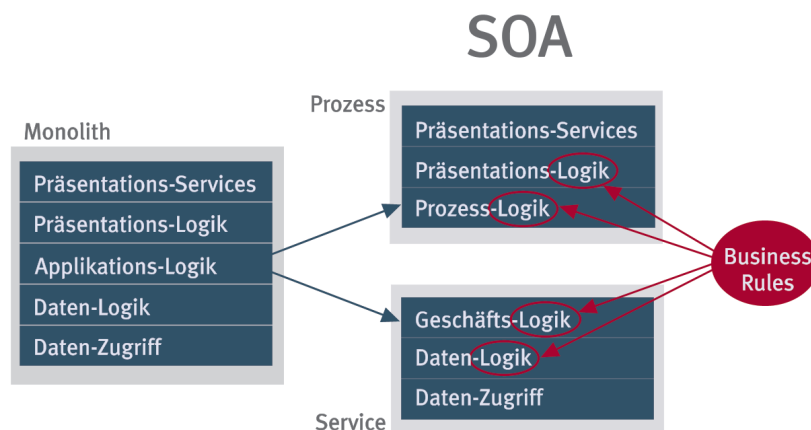 SOA
Monolith
Präsentations-Services
Präsentations-Logik
Applikations-Logik
Daten-Logik
Daten-Zugriff
Prozess
Präsentations-Services
Präsentations-Logik
Prozess-Logik
Geschäfts-Logik
Daten-Logik
Daten-Zugriff
Service
Business
Rules